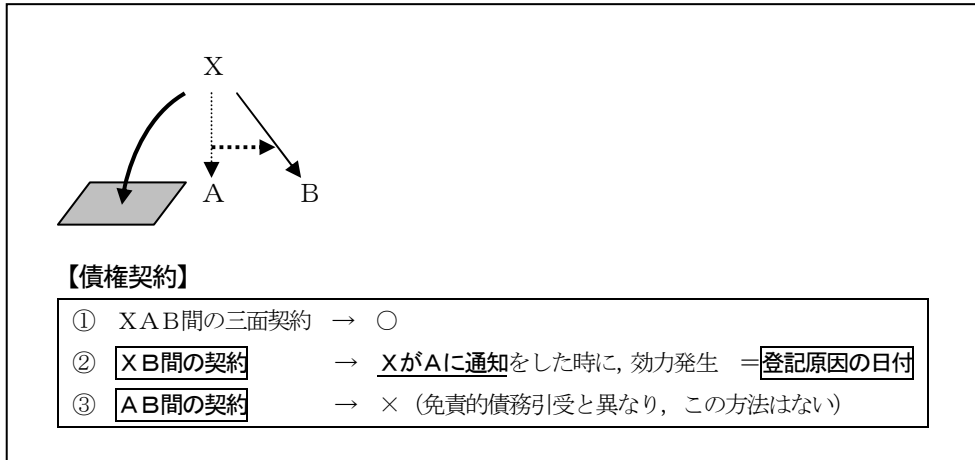 X
A
B
【債権契約】
① XAB間の三面契約 → ○
② XB間の契約 → XがAに通知をした時に,効力発生 =登記原因の日付
③ AB間の契約 → ×(免責的債務引受と異なり,この方法はない)